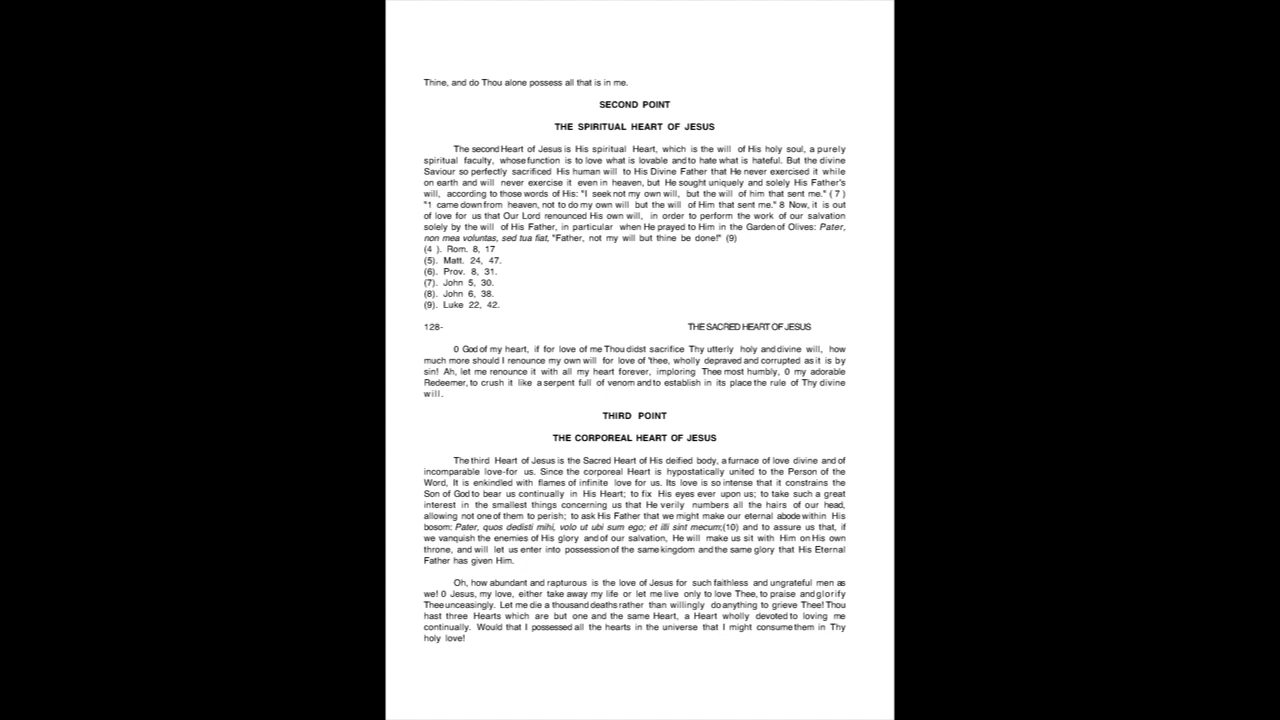 Thine, and do Thou alone possess all that is in me.
SECOND POINT
THE SPIRITUAL HEART OF JESUS
The second Heart of Jesus is His spiritual Heart, which is the will of His holy soul, a purely
spiritual faculty, whose function is to love what is lovable and to hate what is hateful. But the divine
Saviour so perfectly sacrificed His human will to His Divine Father that He never exercised it while
on earth and will never exercise it even in heaven, but He sought uniquely and solely His Father's
will, according to those words of His: "I seek not my own will, but the will of him that sent me." ( 7 )
"1 came down from heaven, not to do my own will but the will of Him that sent me." 8 Now, it is out
of love for us that Our Lord renounced His own will, in order to perform the work of our salvation
solely by the will of His Father, in particular when He prayed to Him in the Garden of Olives: Pater,
non mea voluntas, sed tua fiat, "Father, not my will but thine be done!" (9)
(4 ). Rom. 8, 17
(5). Matt. 24, 47.
(6). Prov. 8, 31.
(7). John 5, 30.
(8). John 6, 38.
(9). Luke 22, 42.
128- THE SACRED HEART OF JESUS
0 God of my heart, if for love of me Thou didst sacrifice Thy utterly holy and divine will, how
much more should I renounce my own will for love of 'thee, wholly depraved and corrupted as it is by
sin! Ah, let me renounce it with all my heart forever, imploring Thee most humbly, 0 my adorable
Redeemer, to crush it like a serpent full of venom and to establish in its place the rule of Thy divine
will.
THIRD POINT
THE CORPOREAL HEART OF JESUS
The third Heart of Jesus is the Sacred Heart of His deified body, a furnace of love divine and of
incomparable love-for us. Since the corporeal Heart is hypostatically united to the Person of the
Word, It is enkindled with flames of infinite love for us. Its love is so intense that it constrains the
Son of God to bear us continually in His Heart; to fix His eyes ever upon us; to take such a great
interest in the smallest things concerning us that He verily numbers all the hairs of our head,
allowing not one of them to perish; to ask His Father that we might make our eternal abode within His
bosom: Pater, quos dedisti mihi, volo ut ubi sum ego; et illi sint mecum;(10) and to assure us that, if
we vanquish the enemies of His glory and of our salvation, He will make us sit with Him on His own
throne, and will let us enter into possession of the same kingdom and the same glory that His Eternal
Father has given Him.
Oh, how abundant and rapturous is the love of Jesus for such faithless and ungrateful men as
we! 0 Jesus, my love, either take away my life or let me live only to love Thee, to praise and glorify
Thee unceasingly. Let me die a thousand deaths rather than willingly do anything to grieve Thee! Thou
hast three Hearts which are but one and the same Heart, a Heart wholly devoted to loving me
continually. Would that I possessed all the hearts in the universe that I might consume them in Thy
holy love!